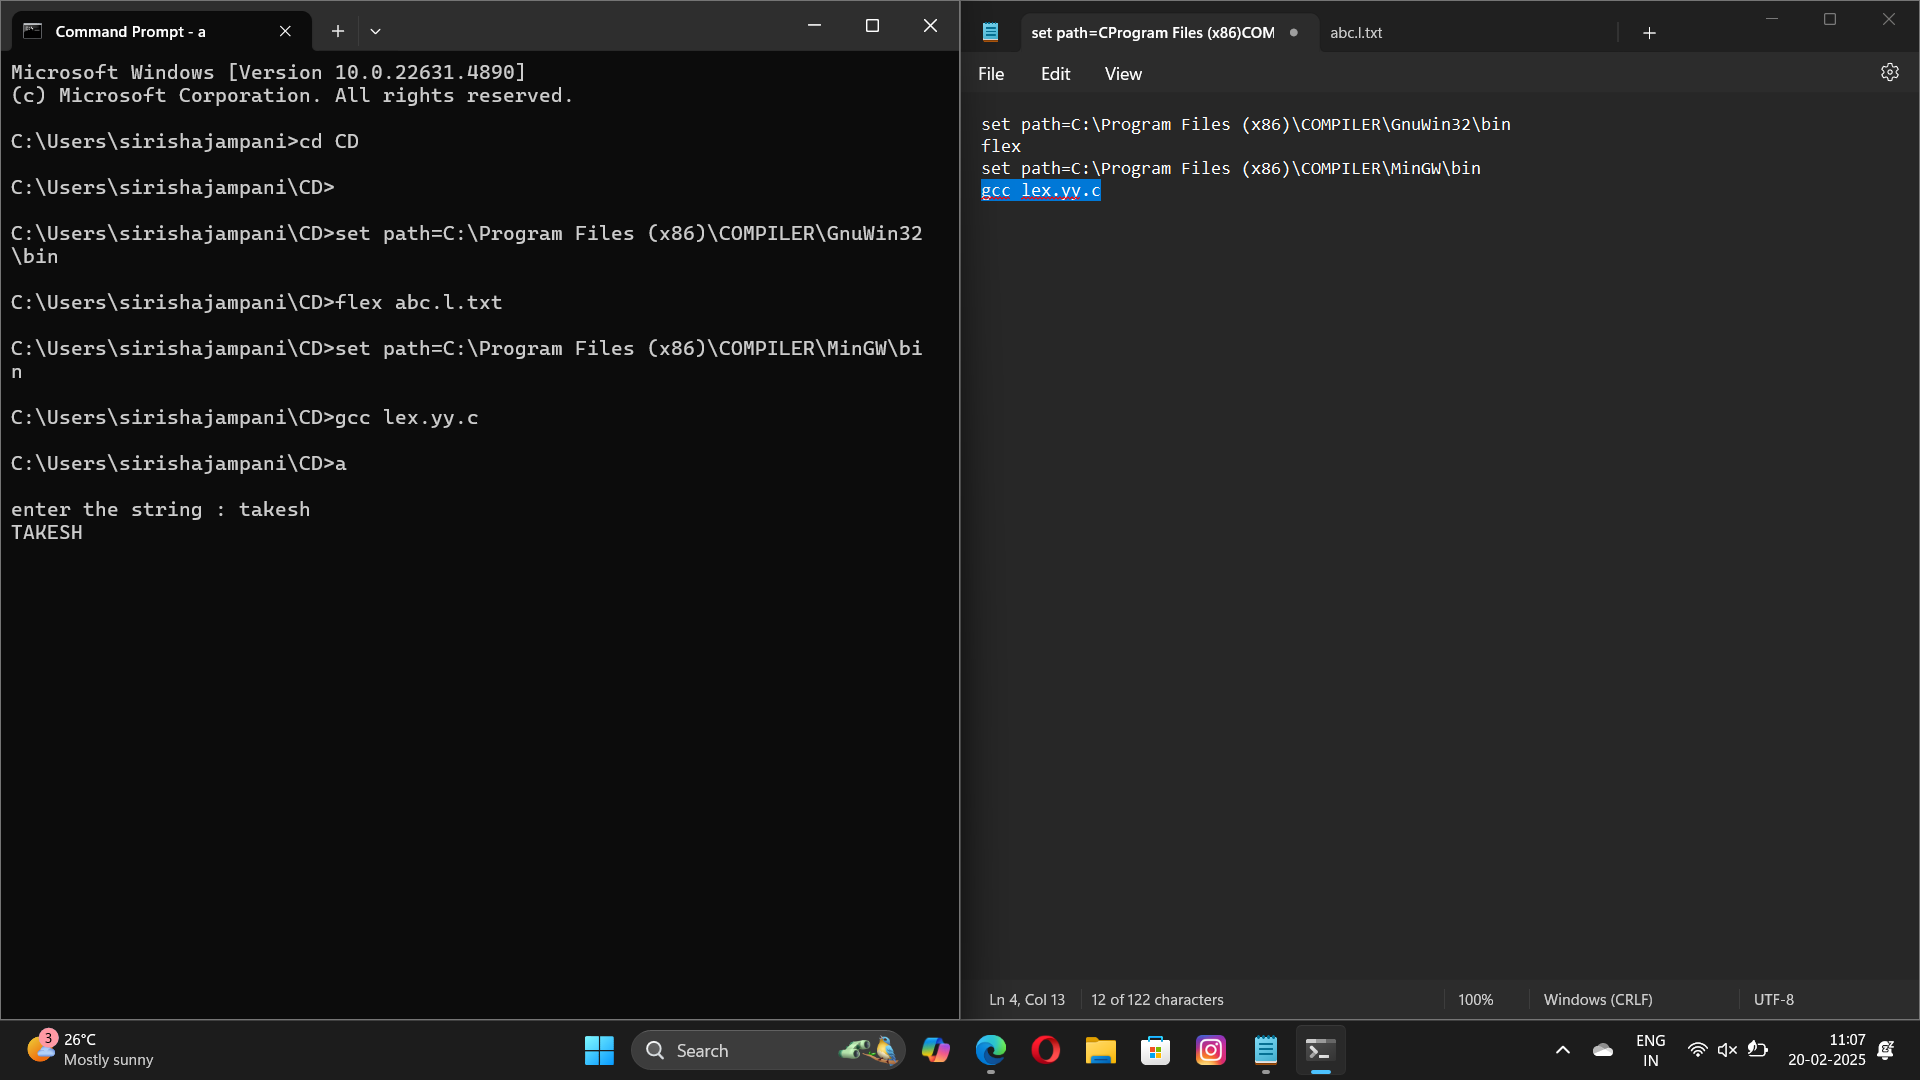 Command Prompt - a
Microsoft Windows [Version 10.0.22631.4890]
(c) Microsoft Corporation. All rights reserved.
C:\Users\sirishajampani>cd CD
C:\Users\sirishajampani\CD>
C:\Users\sirishajampani\CD>set path=C:\Program Files (x86)\COMPILER\GnuWin32
\bin
C:\Users\sirishajampani\CD>flex abc.l.txt
C:\Users\sirishajampani\CD>set path=C:\Program Files (x86)\COMPILER\MinGW\bi
n
C:\Users\sirishajampani\CD>gcc lex.yy.c
C:\Users\sirishajampani\CD>a
enter the string : takesh
TAKESH
set path=CProgram Files (x86)COM
abc.l.txt
File Edit View
set path=C:\Program Files (x86)\COMPILER\GnuWin32\bin
flex
set path=C:\Program Files (x86)\COMPILER\MinGW\bin
gcc lex.yy.c
Ln 4, Col 13 12 of 122 characters 100% Windows (CRLF) UTF-8
3
26°C
Mostly sunny
Search
ENG
IN
11:07
20-02-2025